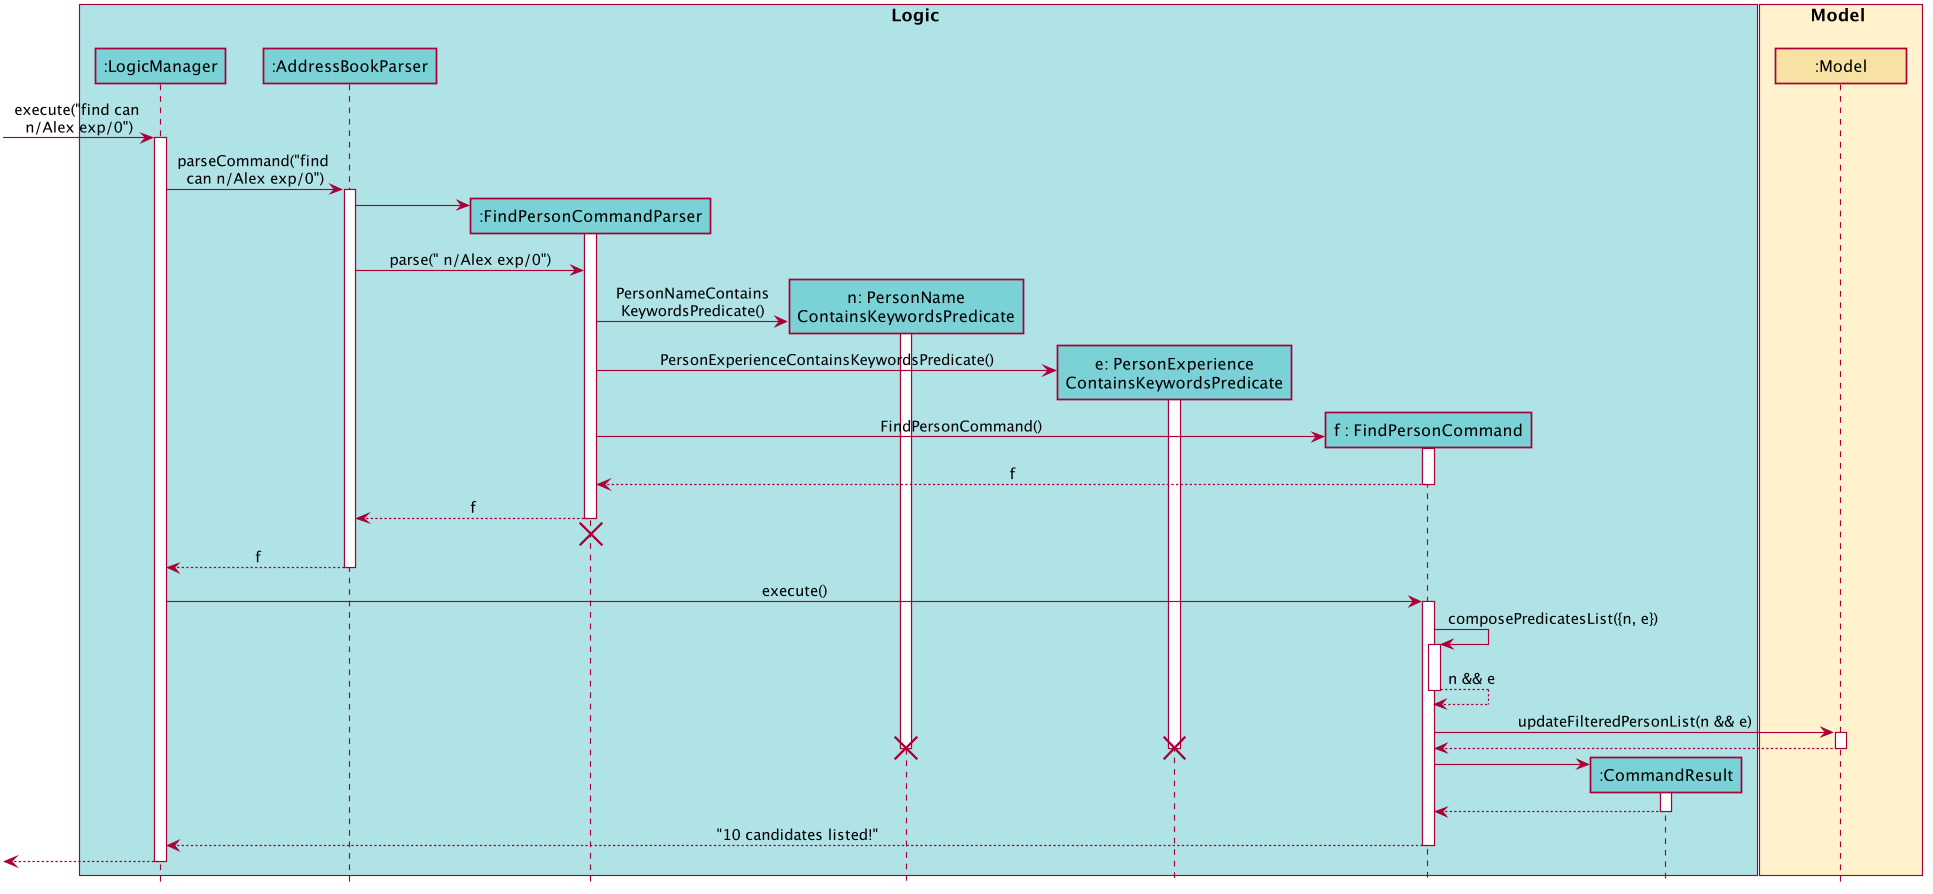 Logic
Model
:LogicManager
:AddressBookParser
:Model
execute("find can
n/Alex exp/0")
parseCommand("find
can n/Alex exp/0")
:FindPersonCommandParser
parse(" n/Alex exp/0")
PersonNameContains
KeywordsPredicate()
n: PersonName
ContainsKeywordsPredicate
PersonExperienceContainsKeywordsPredicate()
e: PersonExperience
ContainsKeywordsPredicate
FindPersonCommand()
f : FindPersonCommand
f
f
f
execute()
composePredicatesList({n, e})
n && e
updateFilteredPersonList(n && e)
:CommandResult
"10 candidates listed!"